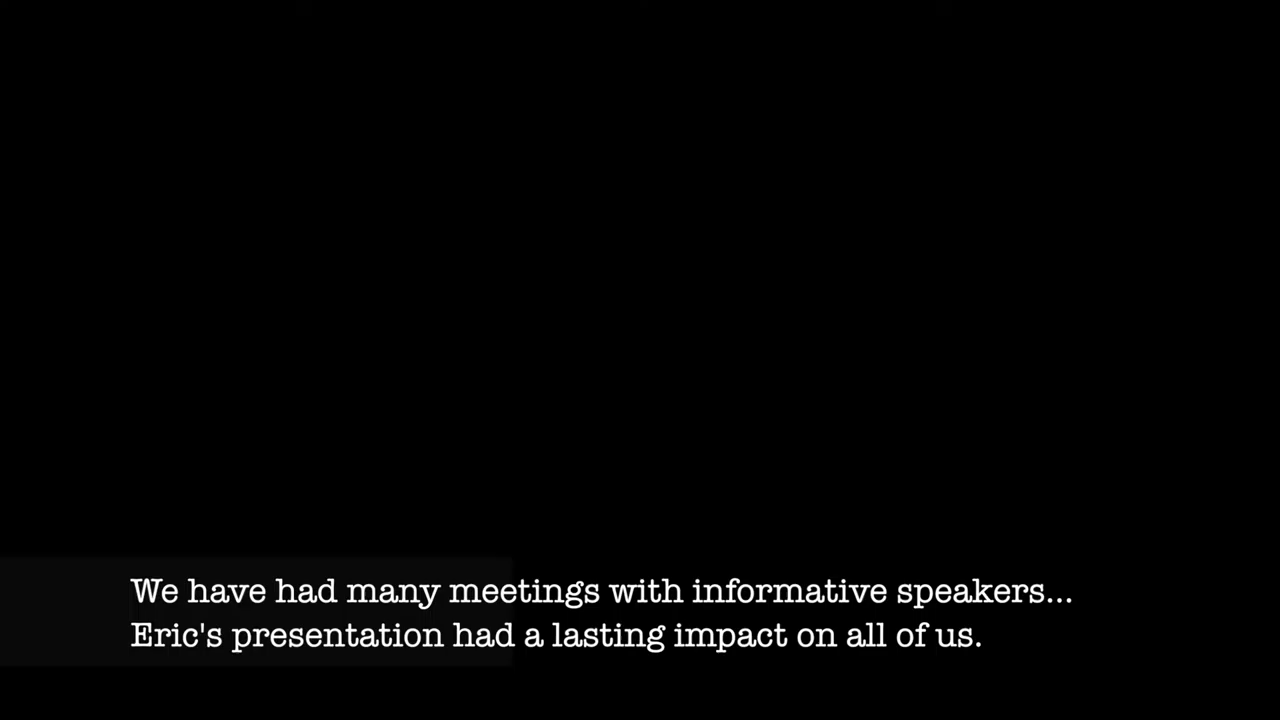 We have had many meetings with informative speakers...
Eric's presentation had a lasting impact on all of us.